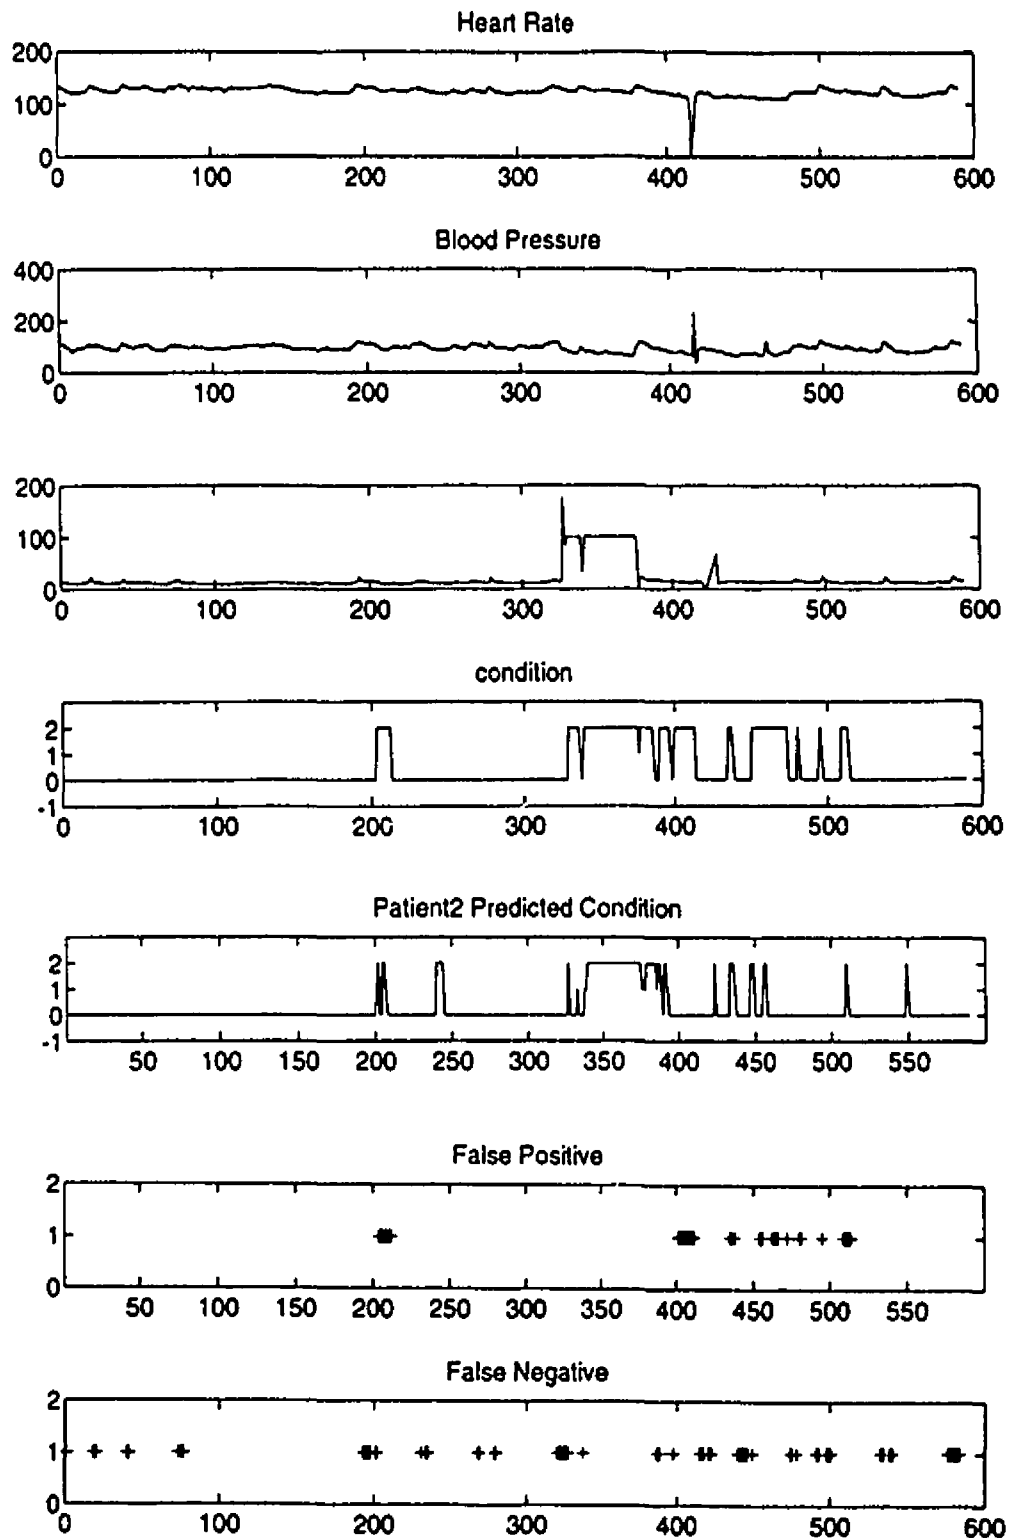 Heart Rate
200
100
0
0 100 200 300 400 500 600
Blood Pressure
400
200
0
0 100 200 300 400 500 600
200
100
0
0 100 200 300 400 500 600
condition
2
1
0
-1
0 100 200 300 400 500 600
Patient2 Predicted Condition
2
1
0
-1
50 100 150 200 250 300 350 400 450 500 550
False Positive
2
1
0
50 100 150 200 250 300 350 400 450 500 550
False Negative
2
1
0
0 100 200 300 400 500 600